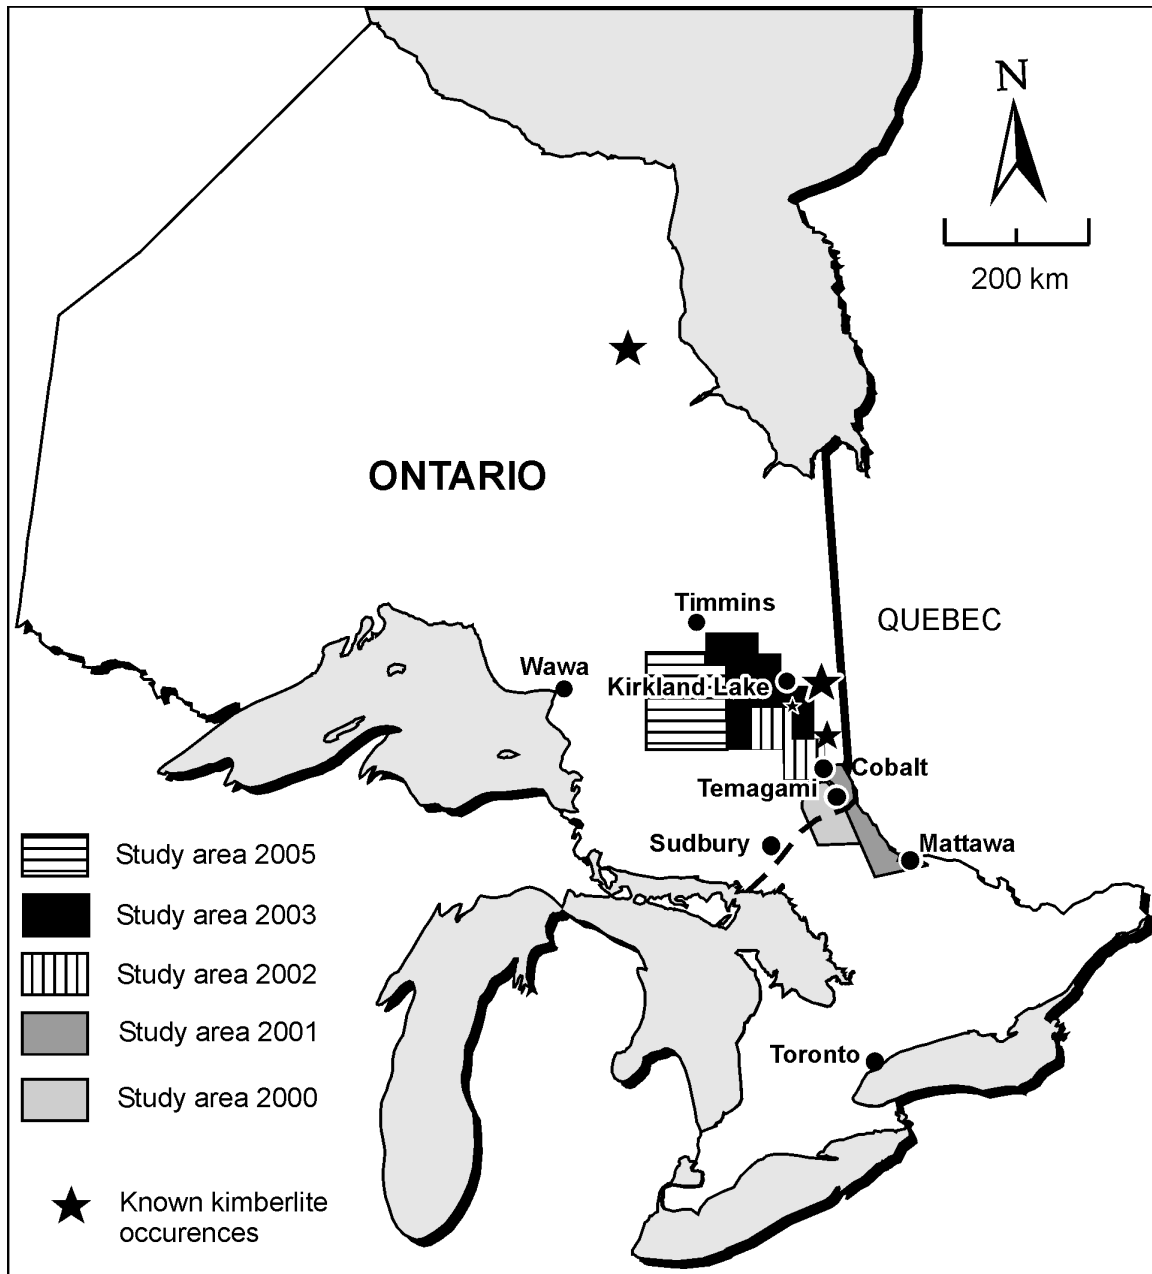 N
200 km
ONTARIO
Timmins
QUEBEC
Wawa
Kirkland Lake
Cobalt
Temagami
Sudbury
Mattawa
Study area 2005
Study area 2003
Study area 2002
Study area 2001
Toronto
Study area 2000
Known kimberlite
occurences